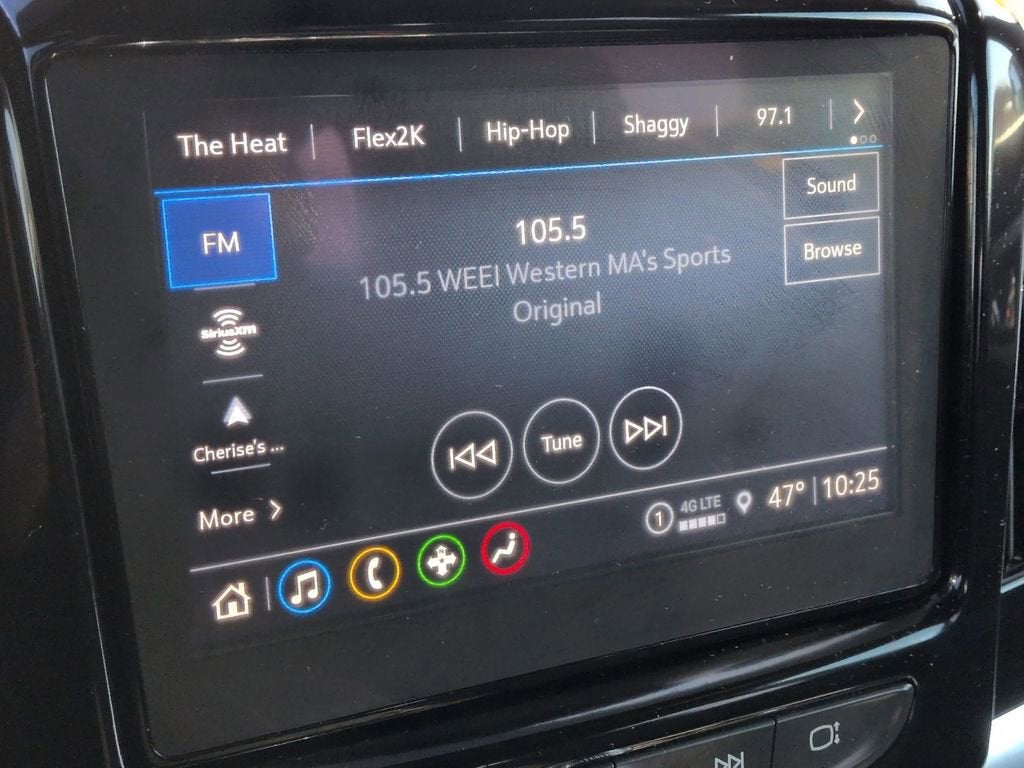 The Heat
Flex2K
Hip-Hop
Shaggy
97.1
Sound
FM
105.5
Browse
105.5 WEEI Western MA's Sports
Original
SiriusXM
Cherise's ...
Tune
More
1
4G LTE
47°
10:25